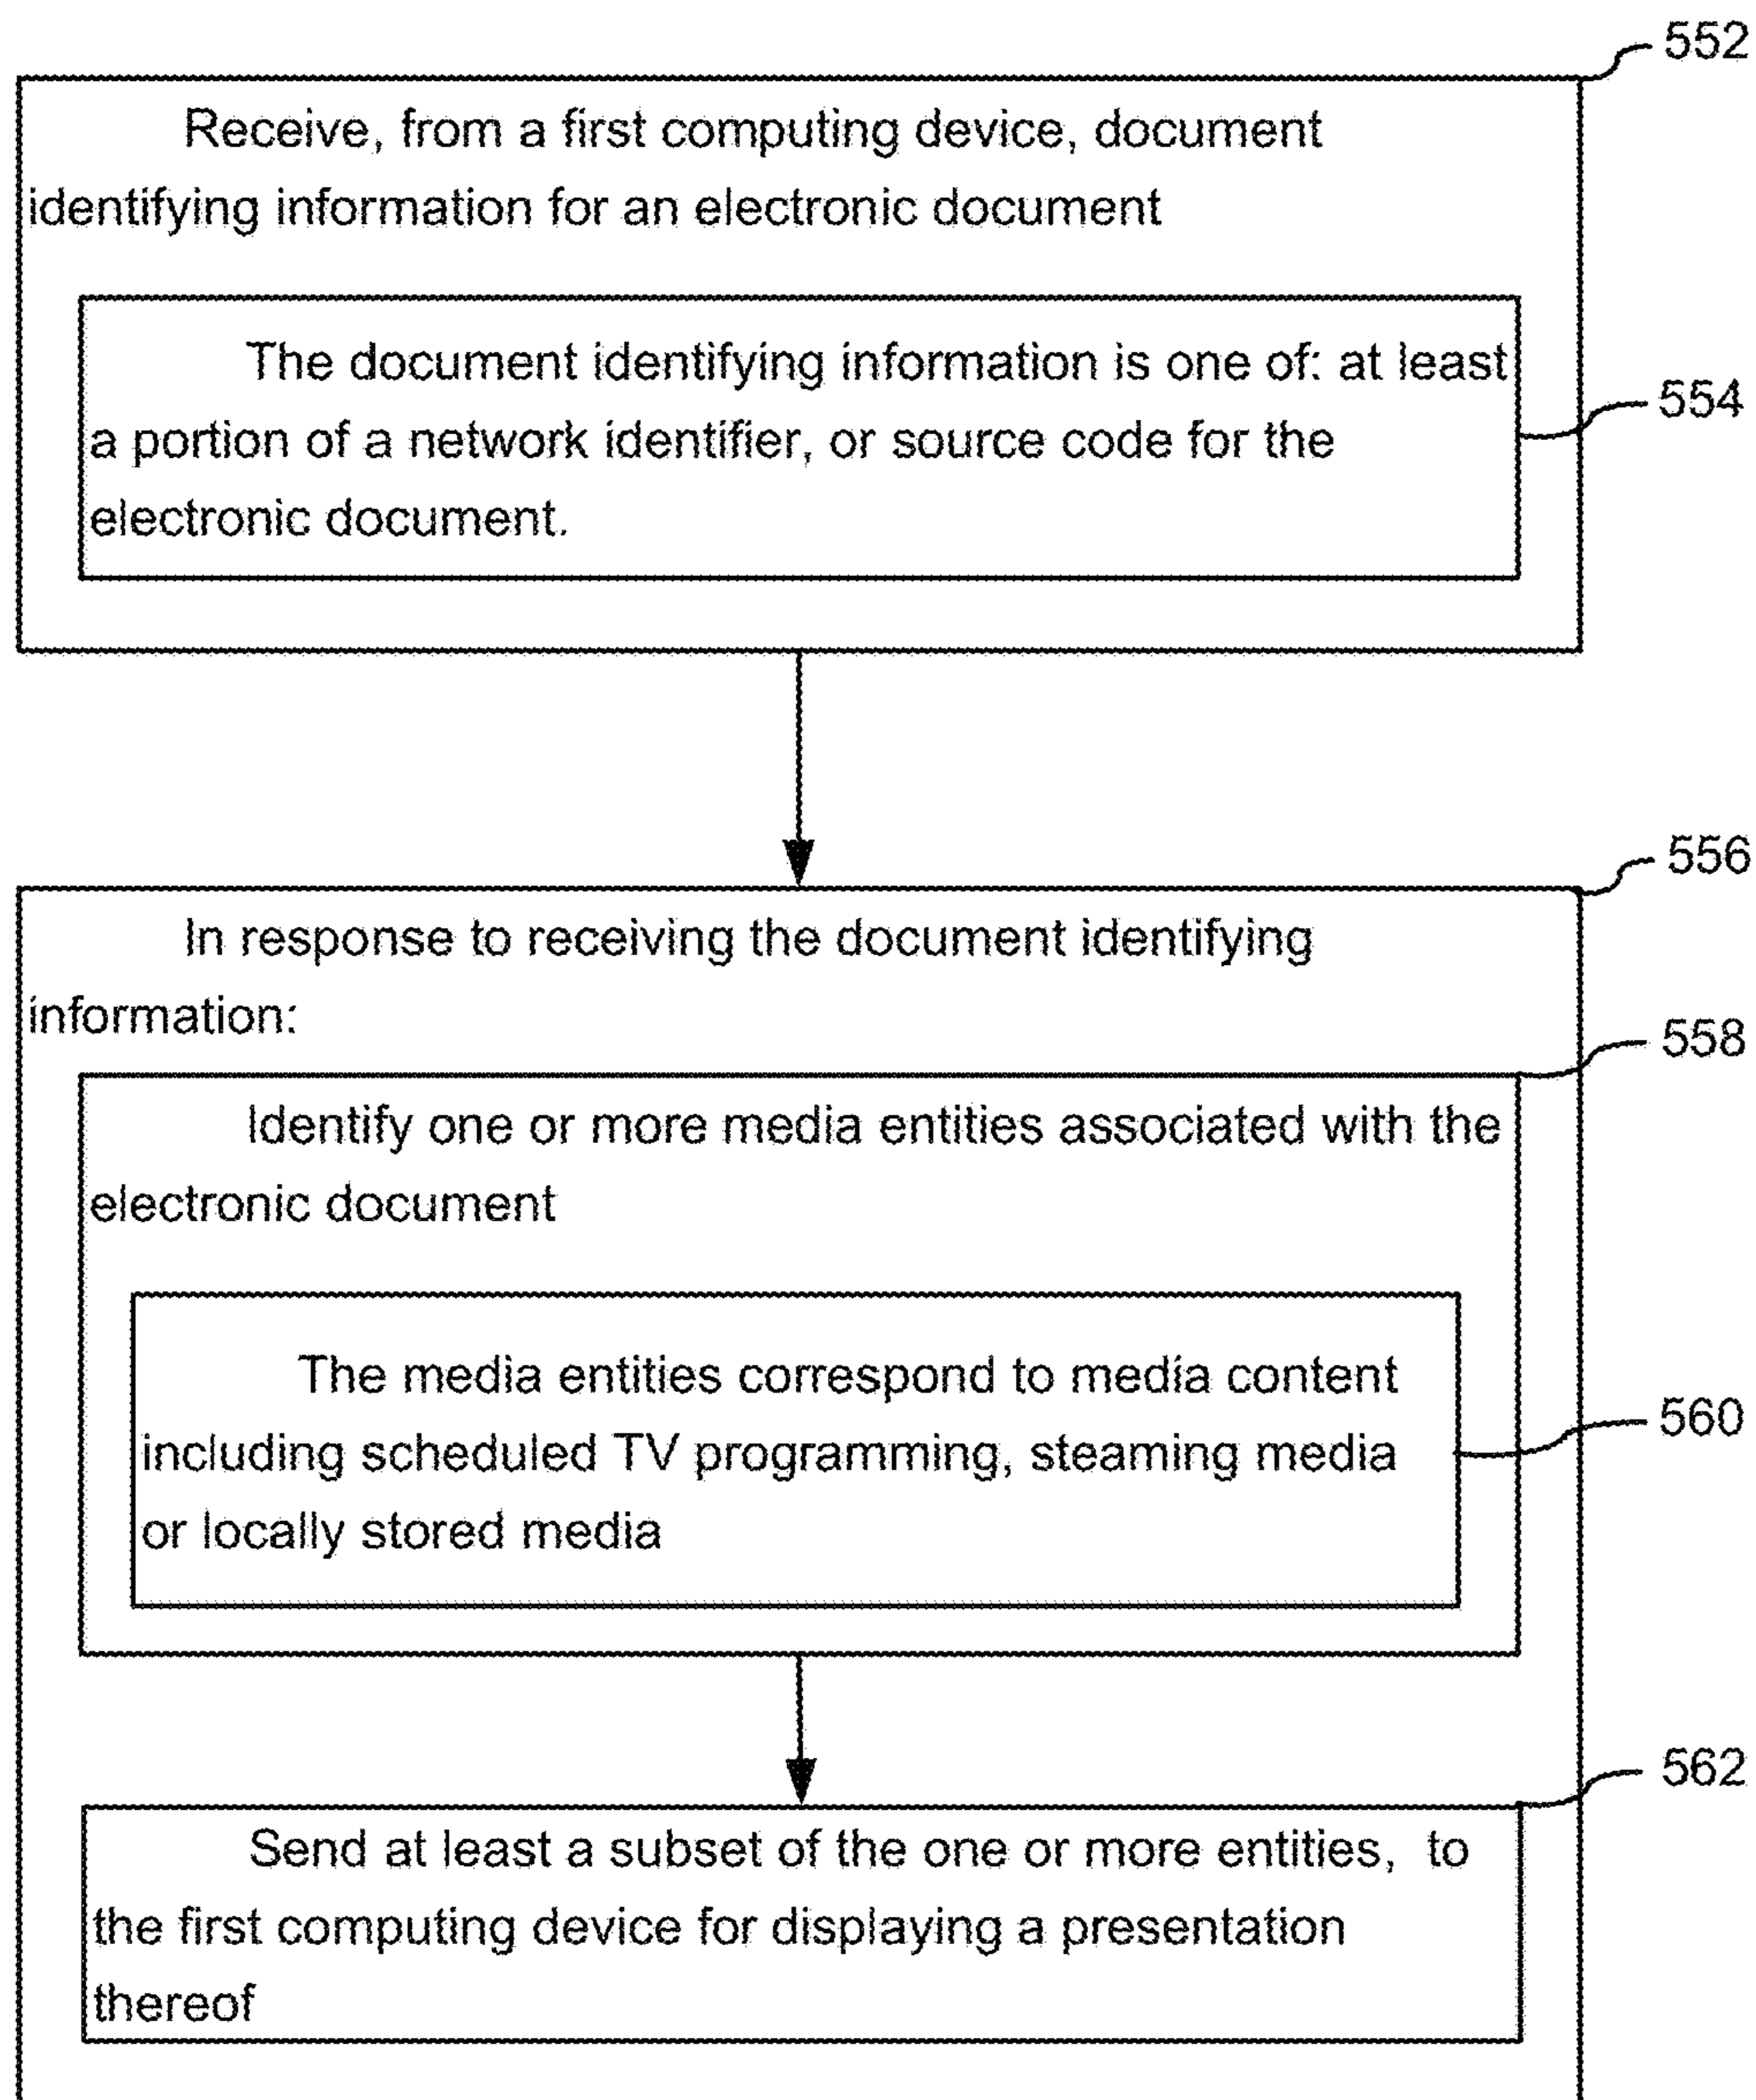 552
Receive, from a first computing device, document
identifying information for an electronic document
The document identifying information is one of: at least
a portion of a network identifier, or source code for the
electronic document.
554
556
In response to receiving the document identifying
information:
558
Identify one or more media entities associated with the
electronic document
The media entities correspond to media content
including scheduled TV programming, steaming media
or locally stored media
560
562
Send at least a subset of the one or more entities, to
the first computing device for displaying a presentation
thereof